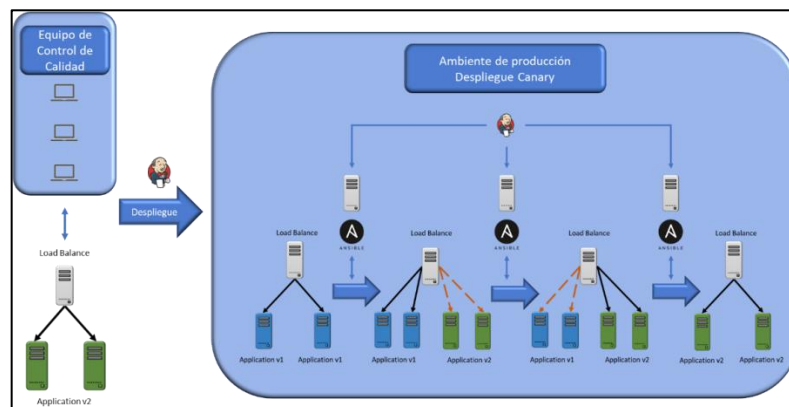 Equipo de
Control de
Calidad
Load Balance
Application v2
Despliegue
Ambiente de producción
Despliegue Canary
ANSIBLE
ANSIBLE
ANSIBLE
Load Balance
Load Balance
Load Balance
Load Balance
Application v1
Application v1
Application v1
Application v2
Application v1
Application v2
Application v2
Application v2